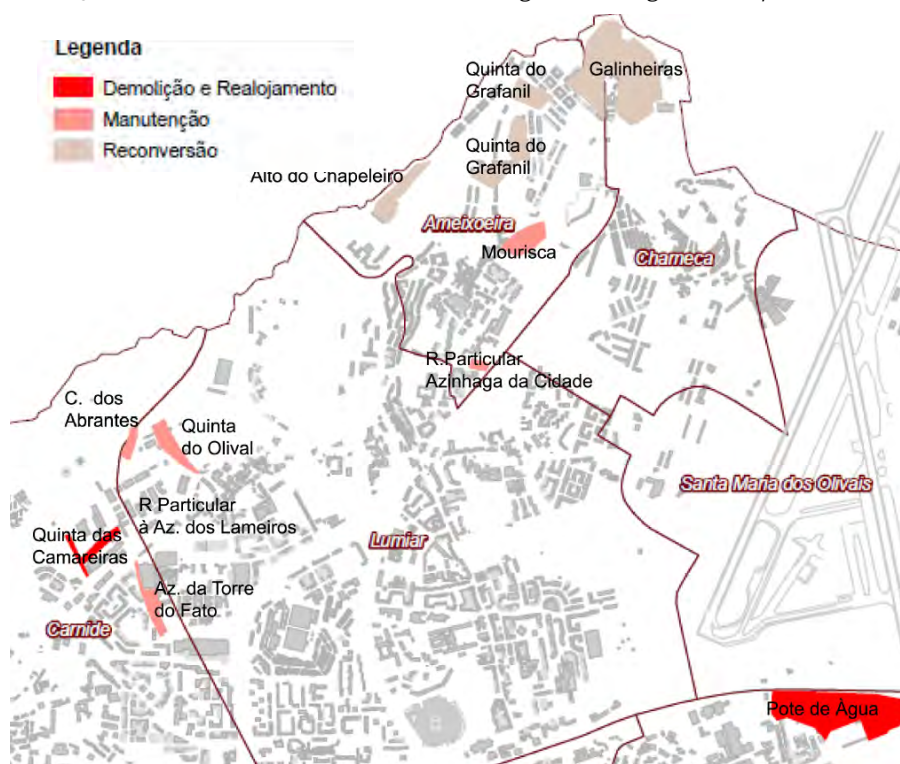 Legenda
Demolição e Realojamento
Manutenção
Reconversão
Quinta do
Grafanil
Galinheiras
Quinta do
Grafanil
Alto do Chapeleiro
Ameixoeira
Mourisca
Charneca
R.Particular
Azinhaga da Cidade
C. dos
Abrantes
Quinta
do Olival
Santa Maria dos Olivais
R Particular
à Az. dos Lameiros
Quinta das
Camareiras
Lumiar
Az. da Torre
do Fato
Carnide
Pote de Água